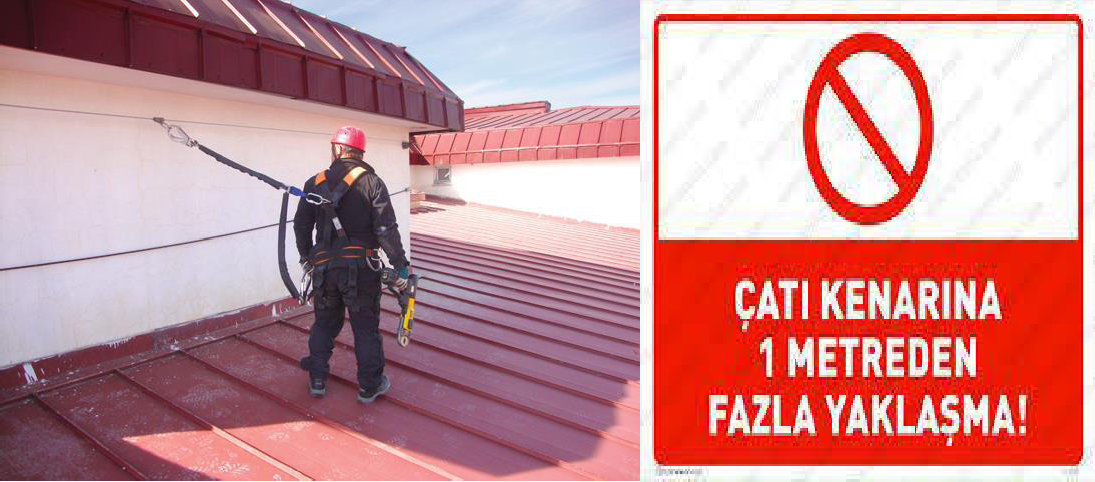 ÇATI KENARINA
1 METREDEN
FAZLA YAKLAŞMA!